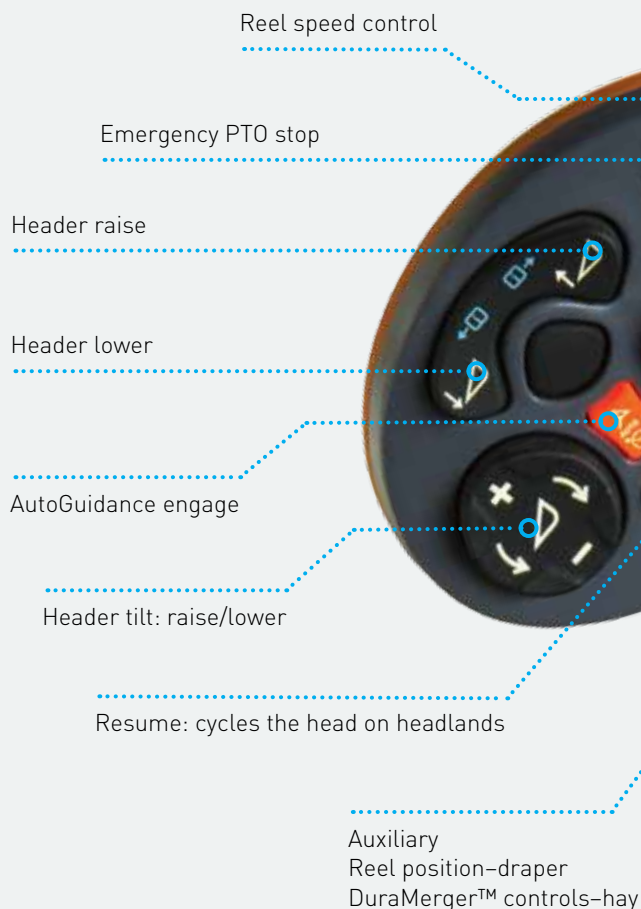 Reel speed control
Emergency PTO stop
Header raise
Header lower
AutoGuidance engage
Header tilt: raise/lower
Resume: cycles the head on headlands
Auxiliary
Reel position–draper
DuraMerger™ controls–hay